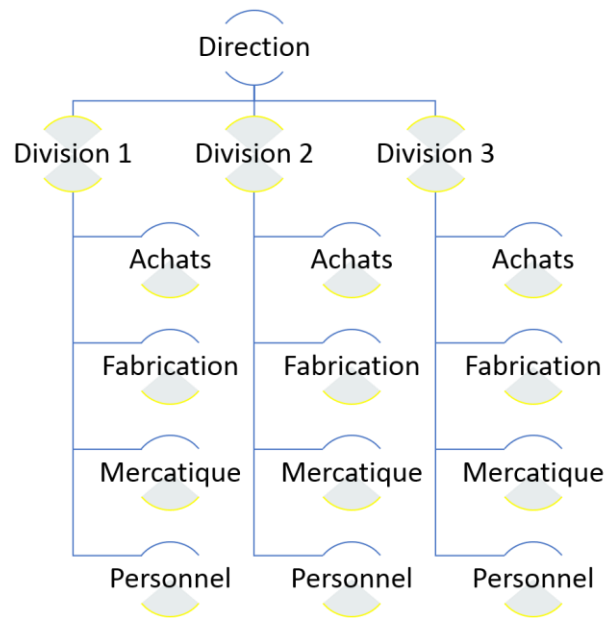 Direction
Division 1
Division 2
Division 3
Achats
Achats
Achats
Fabrication
Fabrication
Fabrication
Mercatique
Mercatique
Mercatique
Personnel
Personnel
Personnel